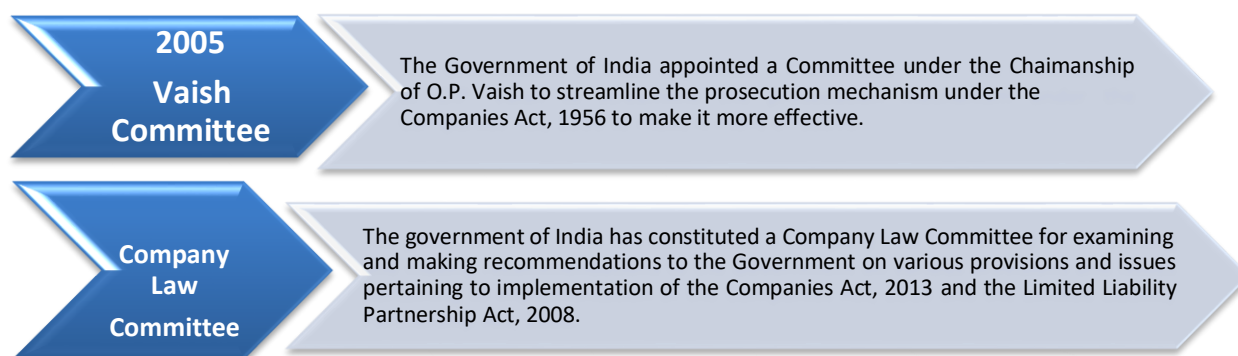 2005
Vaish
Committee
The Government of India appointed a Committee under the Chaimanship
of O.P. Vaish to streamline the prosecution mechanism under the
Companies Act, 1956 to make it more effective.
Company
Law
Committee
The government of India has constituted a Company Law Committee for examining
and making recommendations to the Government on various provisions and issues
pertaining to implementation of the Companies Act, 2013 and the Limited Liability
Partnership Act, 2008.